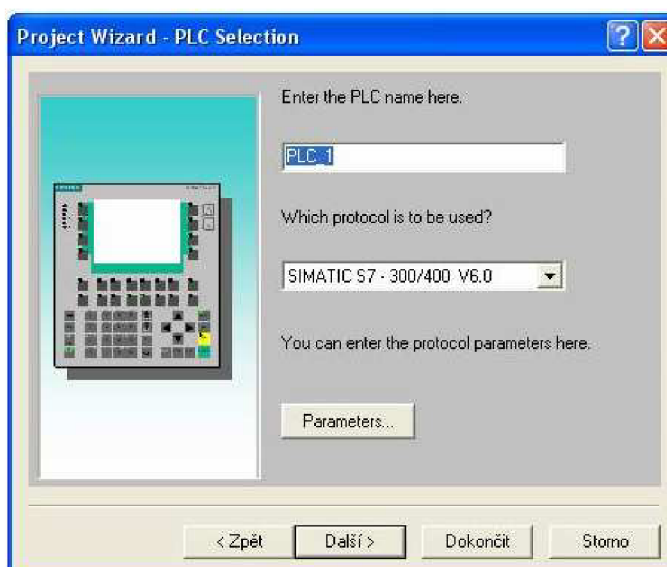 Project Wizard - PLC Selection
Enter the PLC name here.
PLC_1
Which protocol is to be used?
SIMATIC S7 - 300/400 V6.0
You can enter the protocol parameters here.
Parameters...
< Zpět
Další >
Dokončit
Storno